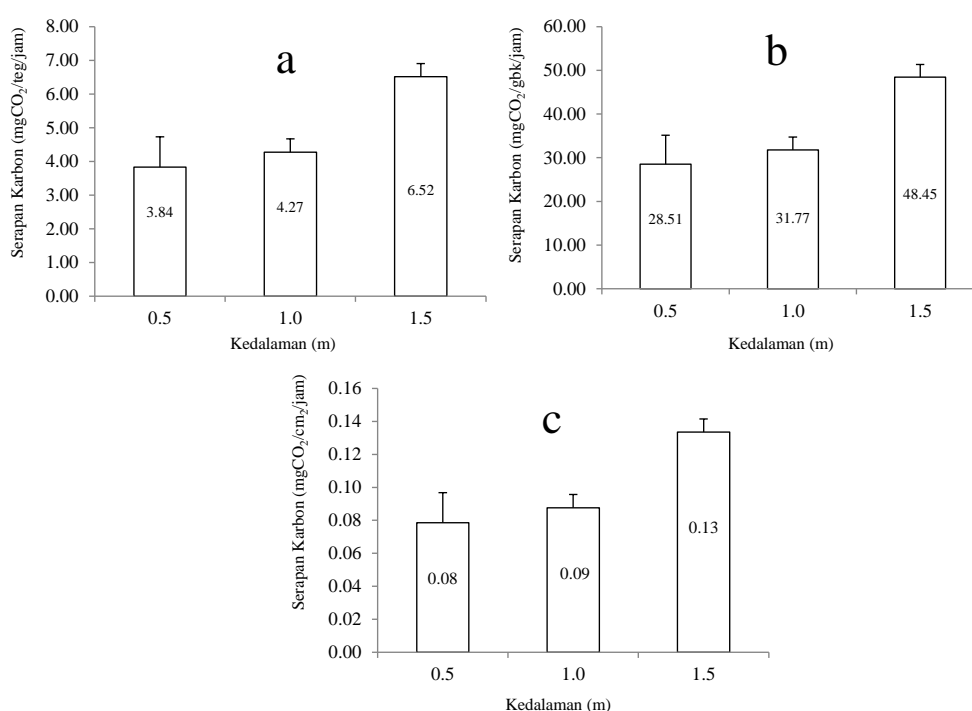 a
Serapan Karbon (mgCO2/teg/jam)
8.00
7.00
6.00
5.00
4.00
3.00
2.00
1.00
0.00
3.84
4.27
6.52
0.5 1.0 1.5
Kedalaman (m)
b
Serapan Karbon (mgCO2/gbk/jam)
60.00
50.00
40.00
30.00
20.00
10.00
0.00
28.51
31.77
48.45
0.5 1.0 1.5
Kedalaman (m)
c
Serapan Karbon (mgCO2/cm2/jam)
0.16
0.14
0.12
0.10
0.08
0.06
0.04
0.02
0.00
0.08
0.09
0.13
0.5 1.0 1.5
Kedalaman (m)